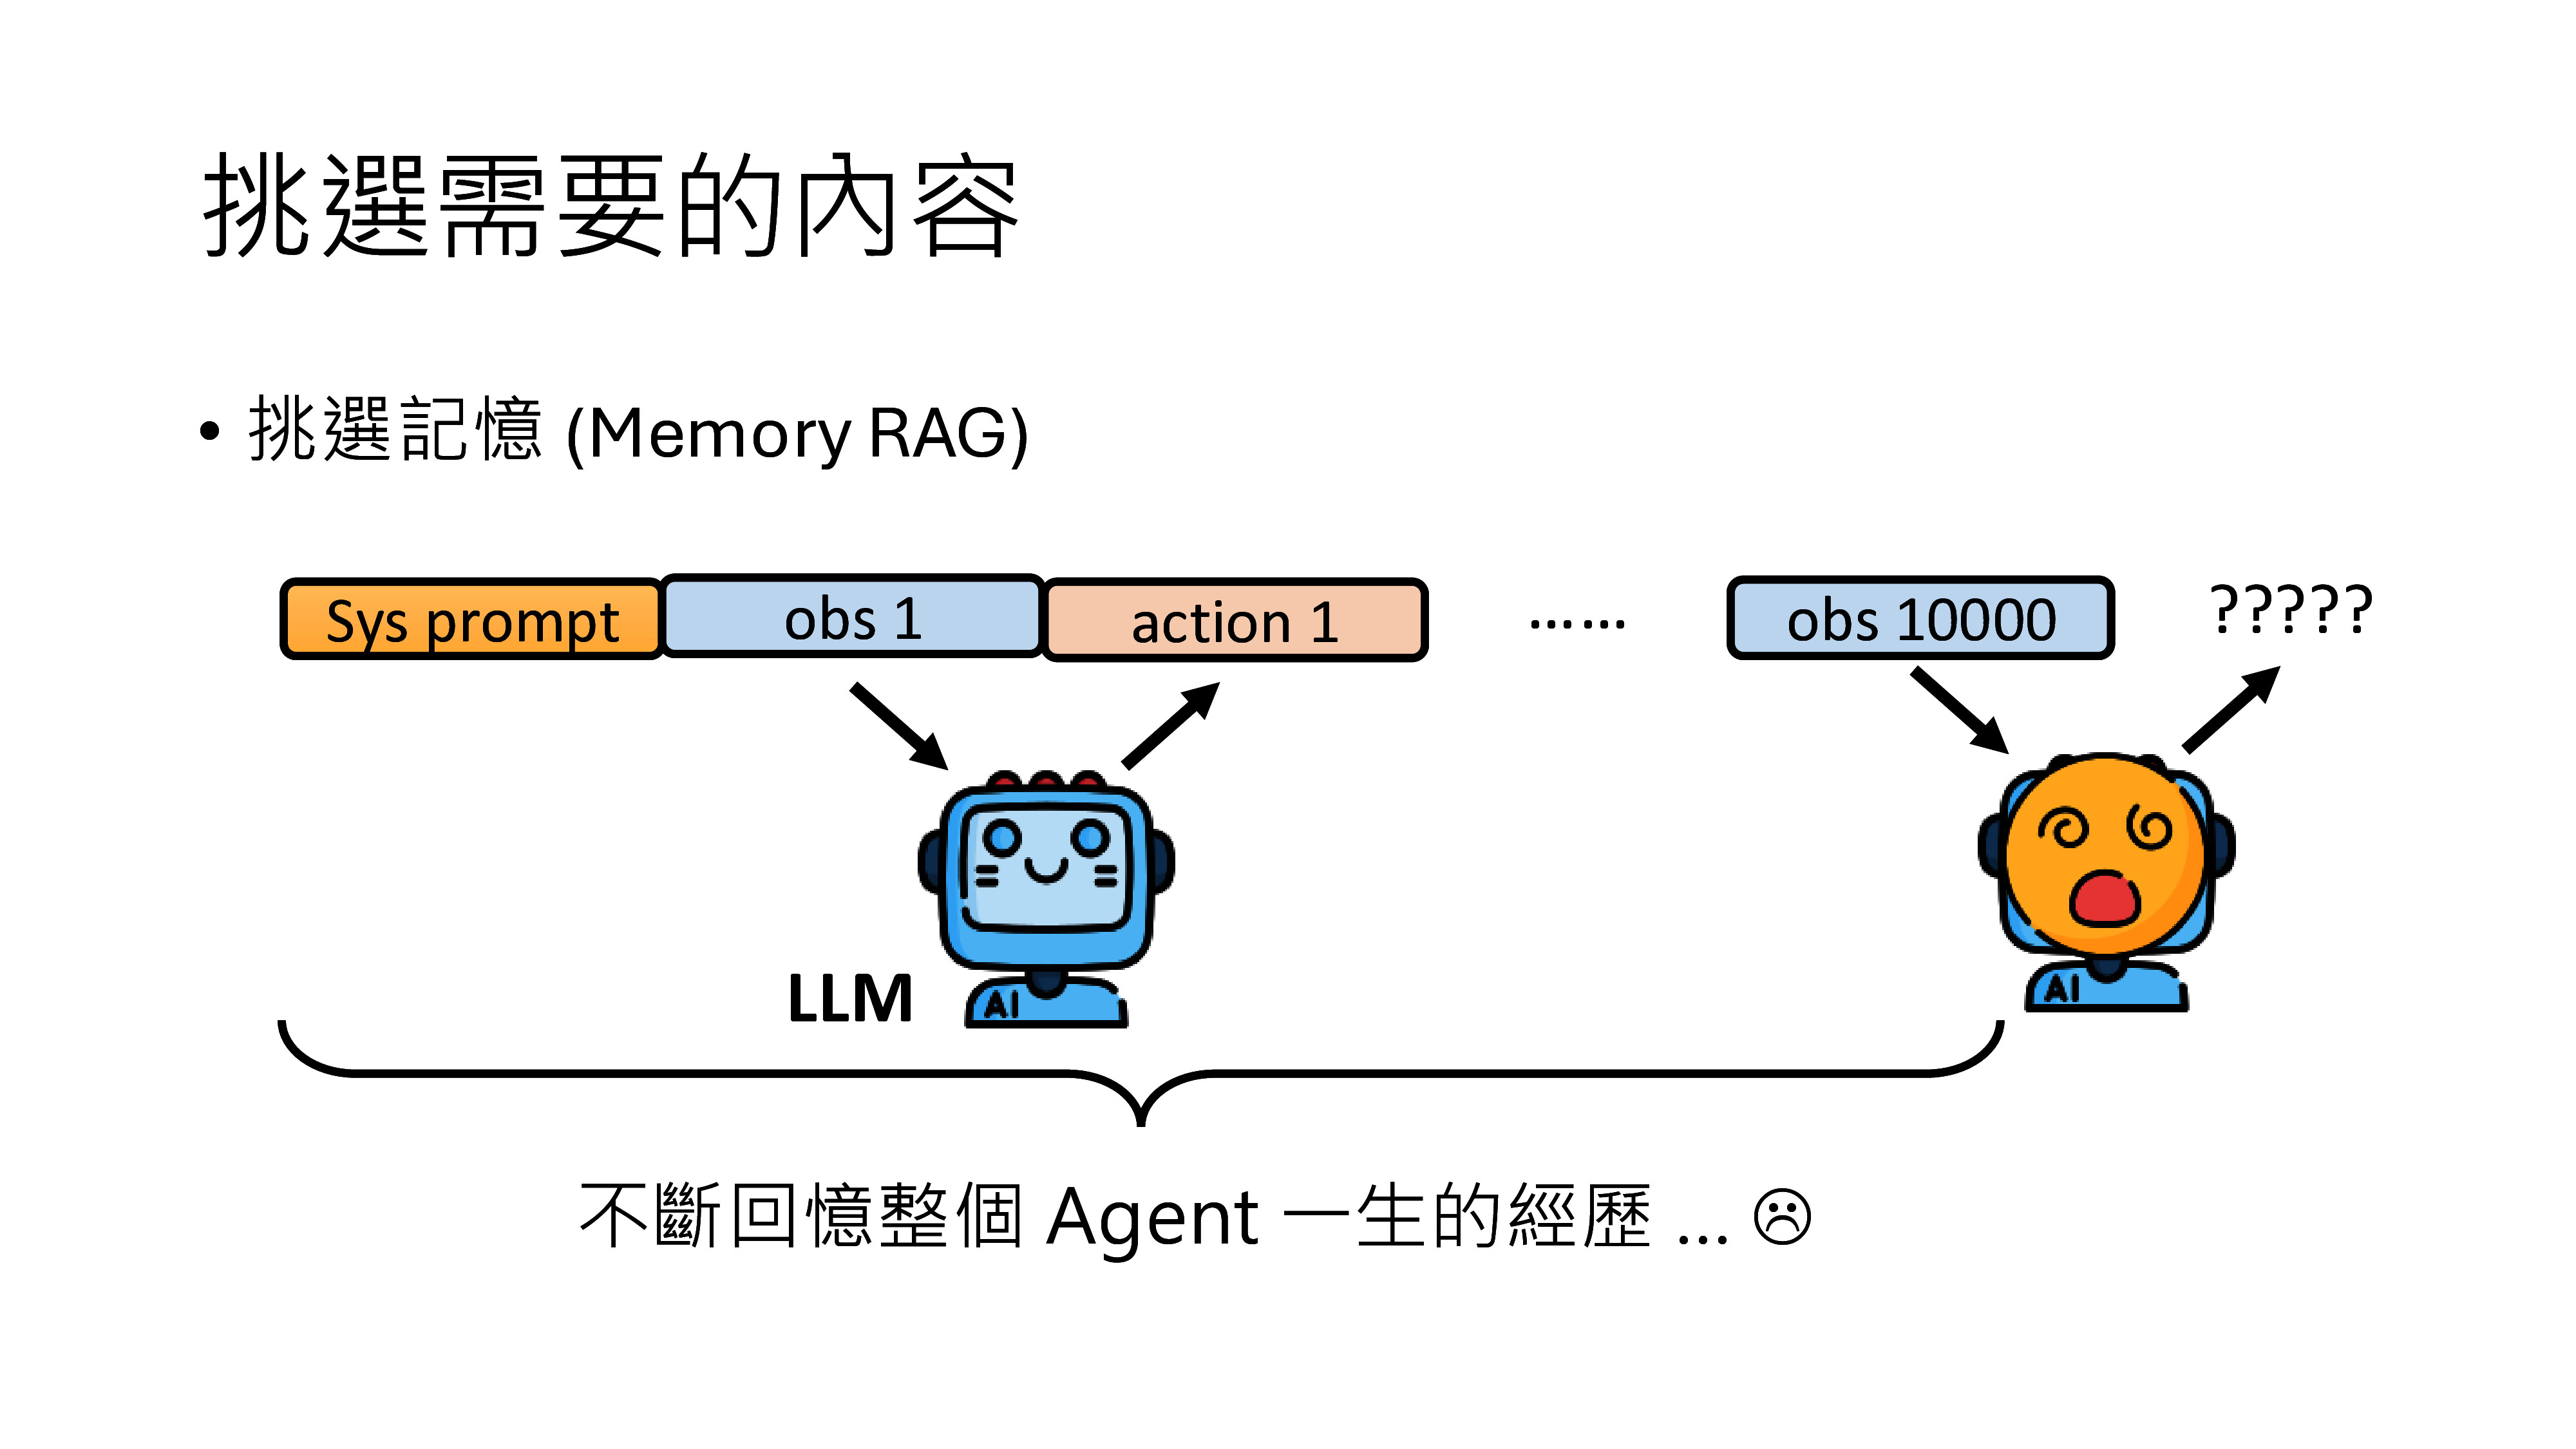 挑選需要的內容
• 挑選記憶 (Memory RAG)
Sys prompt obs 1 action 1 …… obs 10000 ?????
LLM
AI AI
不斷回憶整個 Agent 一生的經歷 … ☹